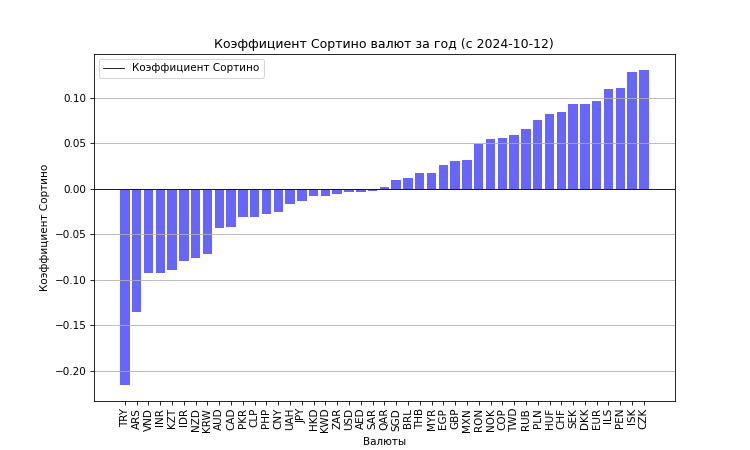 Коэффициент Сортино валют за год (с 2024-10-12)
Коэффициент Сортино
0.10
0.05
0.00
−0.05
−0.10
−0.15
−0.20
Коэффициент Сортино
TRY
ARS
VND
INR
KZT
IDR
NZD
KRW
AUD
CAD
PKR
CLP
PHP
CNY
UAH
JPY
HKD
KWD
ZAR
USD
AED
SAR
QAR
SGD
BRL
THB
MYR
EGP
GBP
MXN
RON
NOK
COP
TWD
RUB
PLN
HUF
CHF
SEK
DKK
EUR
ILS
PEN
ISK
CZK
Валюты